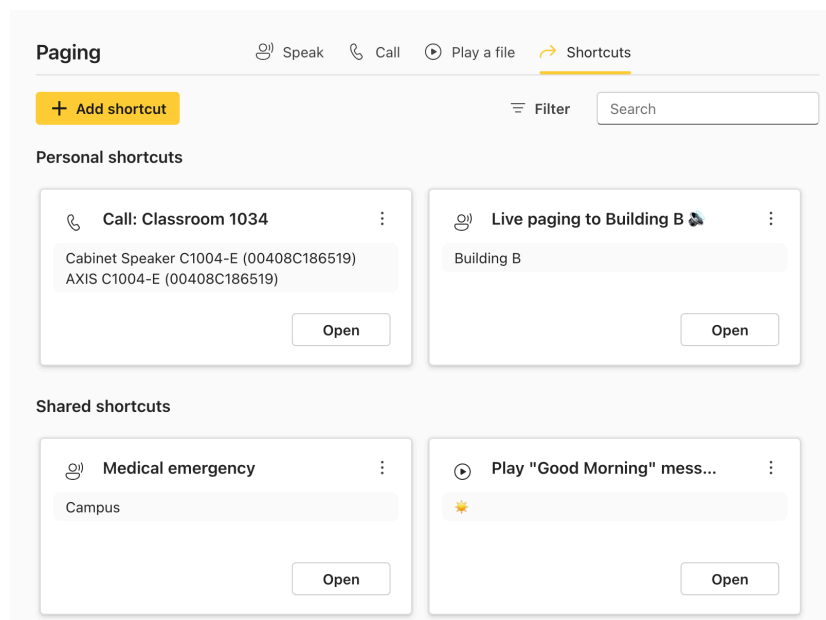 Paging
Speak
Call
Play a file
Shortcuts
Add shortcut
Filter
Search
Personal shortcuts
Call: Classroom 1034
Cabinet Speaker C1004-E (00408C186519)
AXIS C1004-E (00408C186519)
Open
Live paging to Building B 🔊
Building B
Open
Shared shortcuts
Medical emergency
Campus
Open
Play "Good Morning" mess...
☀️
Open